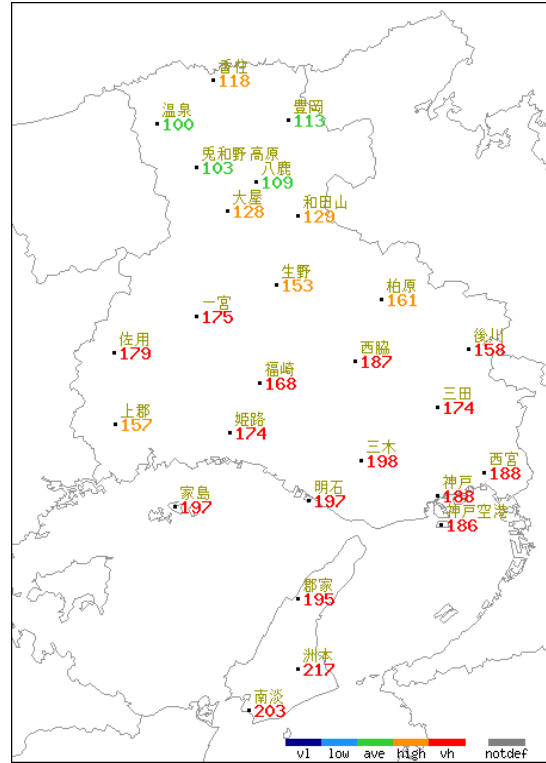 香住
118
温泉
100
豊岡
113
兎和野高原
103
八鹿
109
大屋
128
和田山
129
生野
153
柏原
161
一宮
175
佐用
179
後川
158
西脇
187
福崎
168
三田
174
上郡
157
姫路
174
三木
198
西宮
188
家島
197
明石
197
神戸
188
神戸空港
186
郡家
195
洲本
217
南淡
203
vl low ave high vh notdef